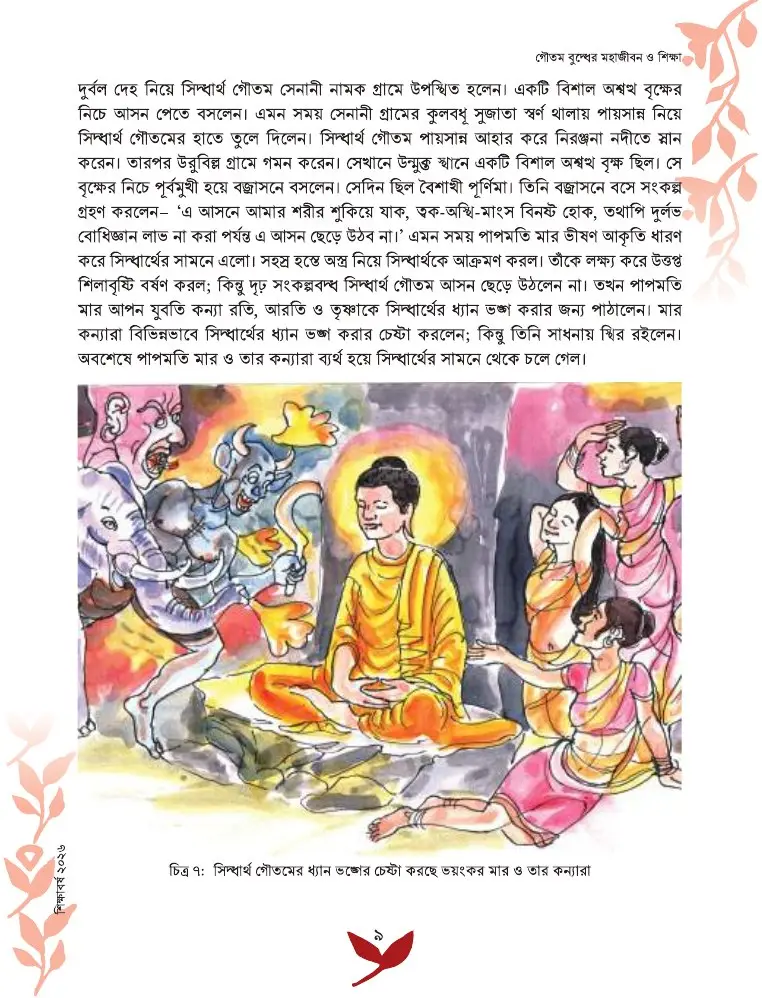 গৌতম বুদ্ধের মহাজীবন ও শিক্ষা
দুর্বল দেহ নিয়ে সিদ্ধার্থ গৌতম সেনানী নামক গ্রামে উপস্থিত হলেন। একটি বিশাল অশ্বত্থ বৃক্ষের
নিচে আসন পেতে বসলেন। এমন সময় সেনানী গ্রামের কুলবধূ সুজাতা স্বর্ণ থালায় পায়সান্ন নিয়ে
সিদ্ধার্থ গৌতমের হাতে তুলে দিলেন। সিদ্ধার্থ গৌতম পায়সান্ন আহার করে নিরঞ্জনা নদীতে স্নান
করেন। তারপর উরুবিল্ব গ্রামে গমন করেন। সেখানে উন্মুক্ত স্থানে একটি বিশাল অশ্বত্থ বৃক্ষ ছিল। সে
বৃক্ষের নিচে পূর্বমুখী হয়ে বজ্রাসনে বসলেন। সেদিন ছিল বৈশাখী পূর্ণিমা। তিনি বজ্রাসনে বসে সংকল্প
গ্রহণ করলেন– ‘এ আসনে আমার শরীর শুকিয়ে যাক, ত্বক-অস্থি-মাংস বিনষ্ট হোক, তথাপি দুর্লভ
বোধিজ্ঞান লাভ না করা পর্যন্ত এ আসন ছেড়ে উঠব না।’ এমন সময় পাপমতি মার ভীষণ আকৃতি ধারণ
করে সিদ্ধার্থের সামনে এলো। সহস্র হস্তে অস্ত্র নিয়ে সিদ্ধার্থকে আক্রমণ করল। তাঁকে লক্ষ্য করে উত্তপ্ত
শিলাবৃষ্টি বর্ষণ করল; কিন্তু দৃঢ় সংকল্পবদ্ধ সিদ্ধার্থ গৌতম আসন ছেড়ে উঠলেন না। তখন পাপমতি
মার আপন যুবতি কন্যা রতি, আরতি ও তৃষ্ণাকে সিদ্ধার্থের ধ্যান ভঙ্গ করার জন্য পাঠালেন। মার
কন্যারা বিভিন্নভাবে সিদ্ধার্থের ধ্যান ভঙ্গ করার চেষ্টা করলেন; কিন্তু তিনি সাধনায় স্থির রইলেন।
অবশেষে পাপমতি মার ও তার কন্যারা ব্যর্থ হয়ে সিদ্ধার্থের সামনে থেকে চলে গেল।
চিত্র ৭: সিদ্ধার্থ গৌতমের ধ্যান ভঙ্গের চেষ্টা করছে ভয়ংকর মার ও তার কন্যারা
শিক্ষাবর্ষ ২০২৬
৯